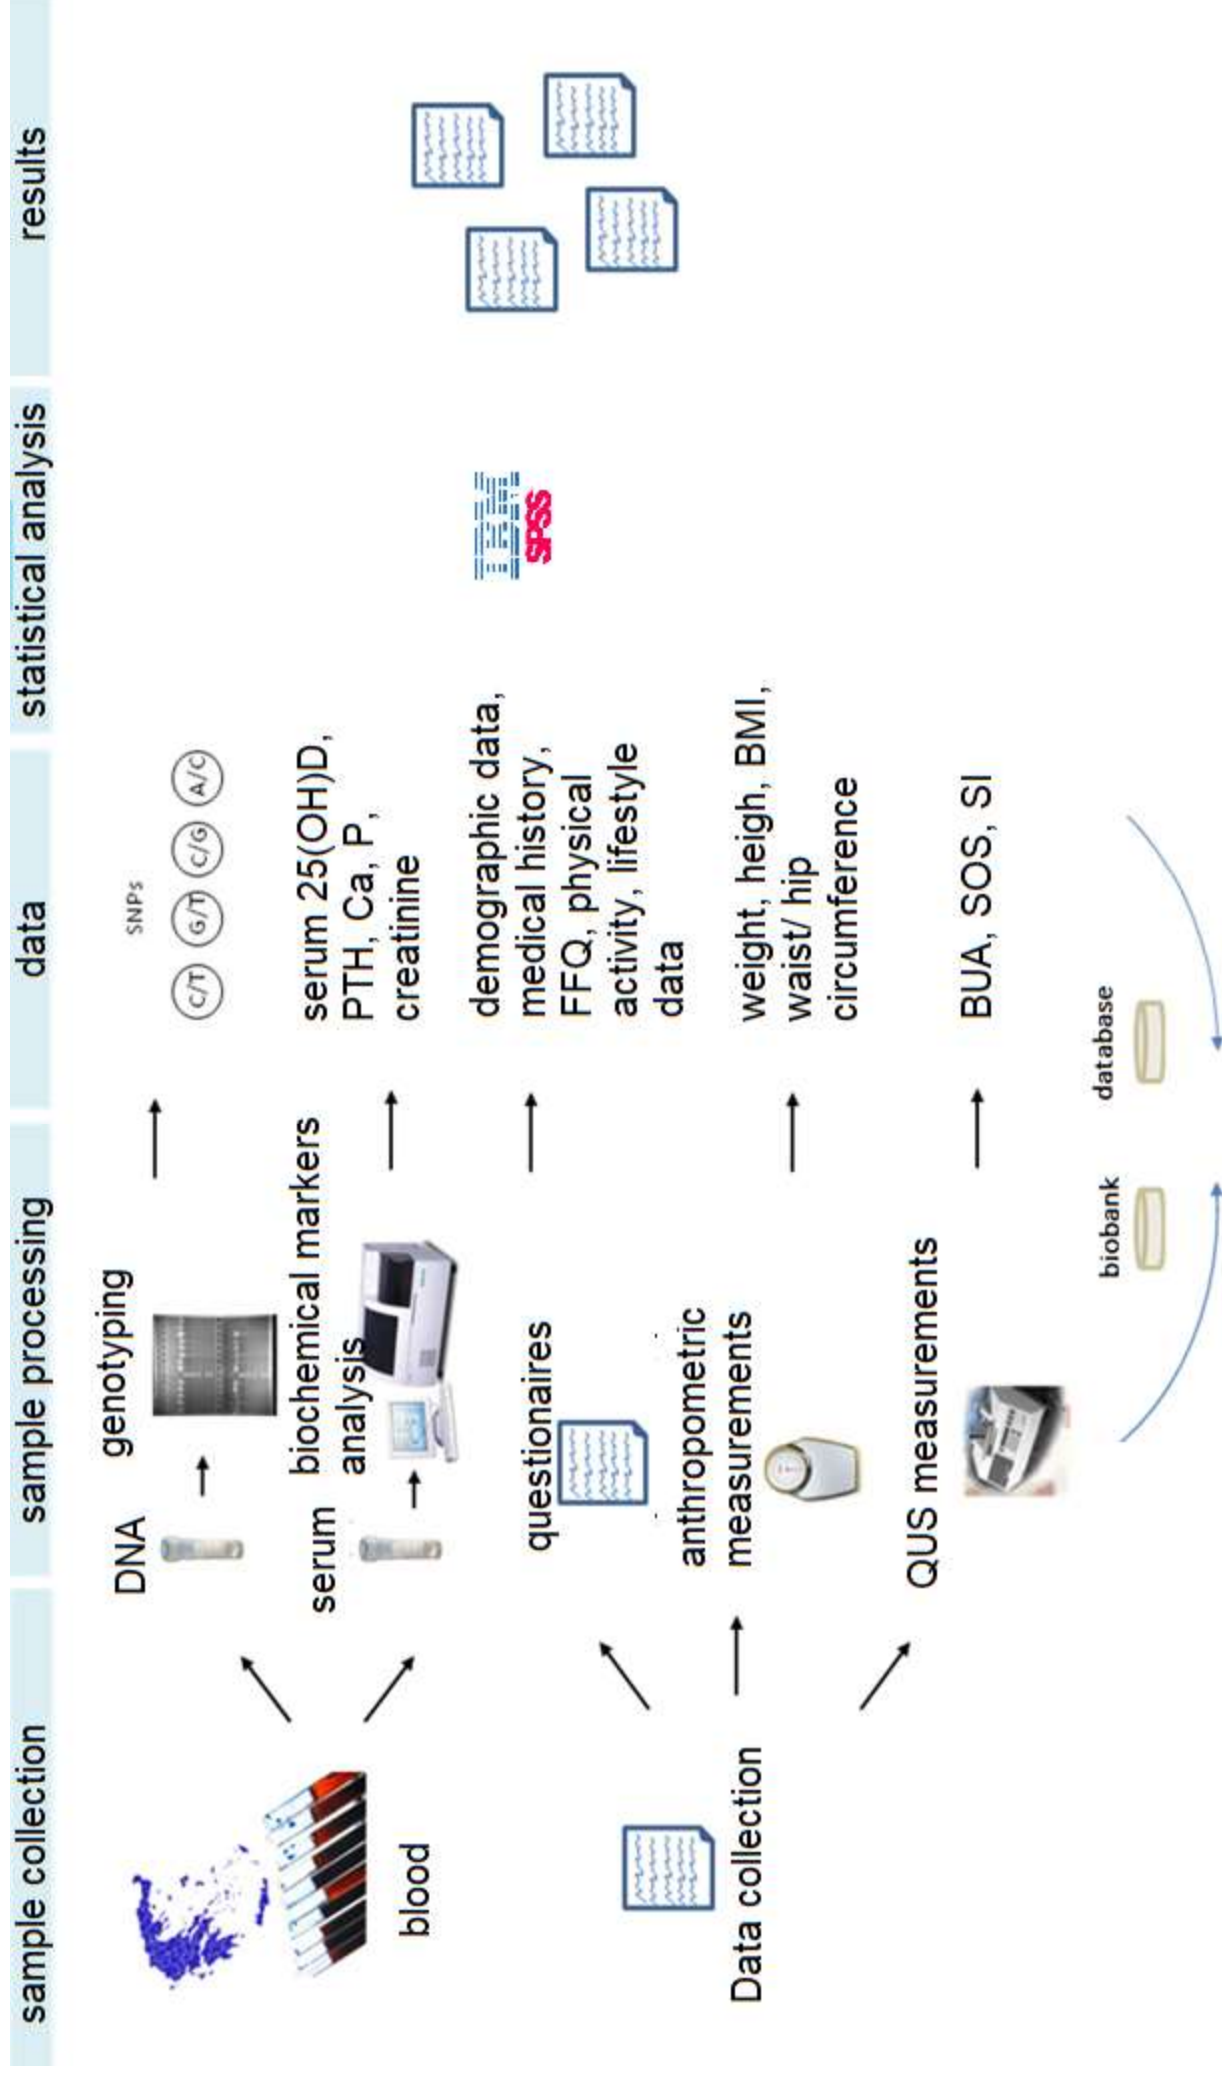 sample collection
sample processing
data
statistical analysis
results
blood
DNA
genotyping
SNPs
C/T
G/T
C/G
A/C
serum
biochemical markers
analysis
serum 25(OH)D,
PTH, Ca, P,
creatinine
IBM
SPSS
Data collection
questionaires
demographic data,
medical history,
FFQ, physical
activity, lifestyle
data
anthropometric
measurements
weight, heigh, BMI,
waist/ hip
circumference
QUS measurements
BUA, SOS, SI
biobank
database